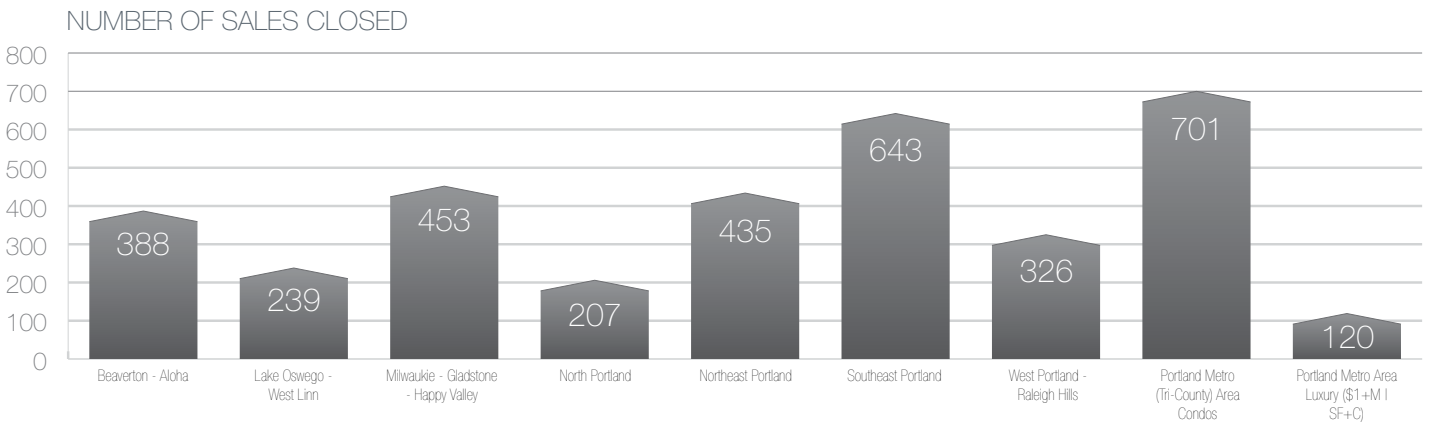 NUMBER OF SALES CLOSED
800
700
600
500
400
300
200
100
0
388
239
453
207
435
643
326
701
120
Beaverton - Aloha
Lake Oswego -
West Linn
Milwaukie - Gladstone
- Happy Valley
North Portland
Northeast Portland
Southeast Portland
West Portland -
Raleigh Hills
Portland Metro
(Tri-County) Area
Condos
Portland Metro Area
Luxury ($1+M |
SF+C)